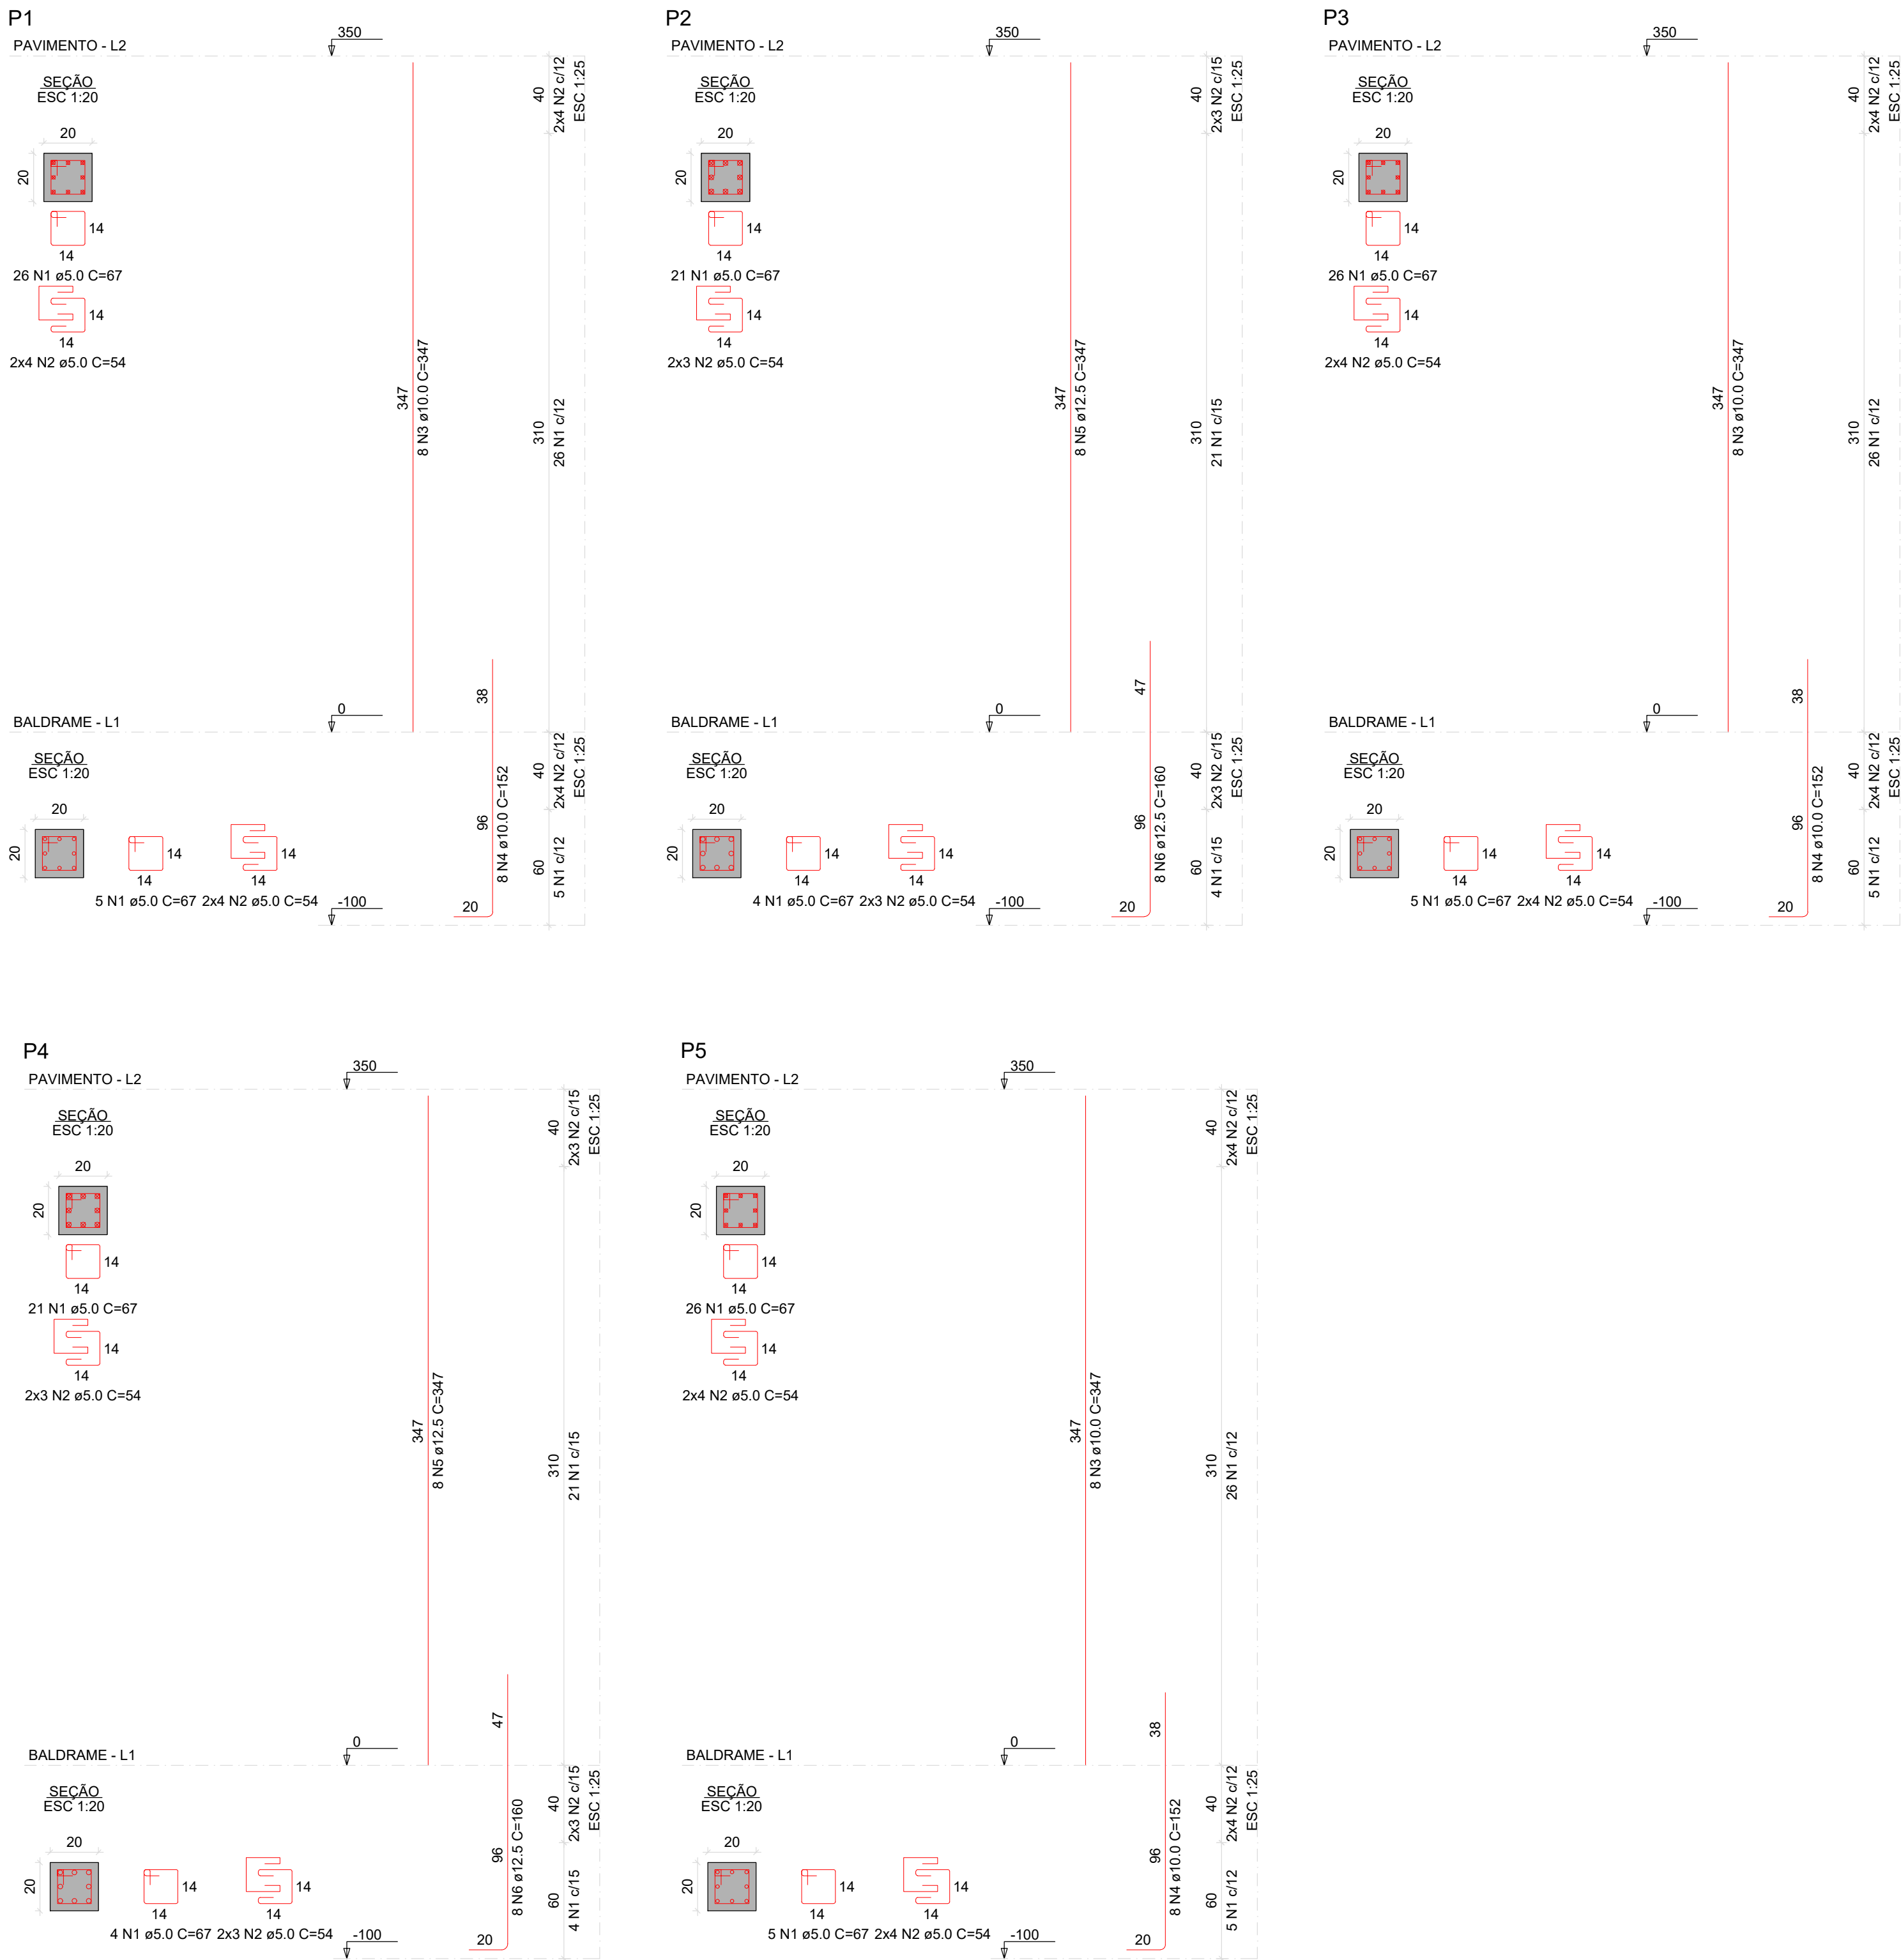 P1
PAVIMENTO - L2
350
SEÇÃO
ESC 1:20
20
20
14
14
26 N1 ø5.0 C=67
14
14
2x4 N2 ø5.0 C=54
347
8 N3 ø10.0 C=347
40
2x4 N2 c/12
ESC 1:25
310
26 N1 c/12
38
BALDRAME - L1
0
SEÇÃO
ESC 1:20
20
20
14
14
5 N1 ø5.0 C=67
14
14
2x4 N2 ø5.0 C=54
96
8 N4 ø10.0 C=152
20
-100
40
2x4 N2 c/12
ESC 1:25
60
5 N1 c/12
P2
PAVIMENTO - L2
350
SEÇÃO
ESC 1:20
20
20
14
14
21 N1 ø5.0 C=67
14
14
2x3 N2 ø5.0 C=54
347
8 N5 ø12.5 C=347
40
2x3 N2 c/15
ESC 1:25
310
21 N1 c/15
47
BALDRAME - L1
0
SEÇÃO
ESC 1:20
20
20
14
14
4 N1 ø5.0 C=67
14
14
2x3 N2 ø5.0 C=54
96
8 N6 ø12.5 C=160
20
-100
40
2x3 N2 c/15
ESC 1:25
60
4 N1 c/15
P3
PAVIMENTO - L2
350
SEÇÃO
ESC 1:20
20
20
14
14
26 N1 ø5.0 C=67
14
14
2x4 N2 ø5.0 C=54
347
8 N3 ø10.0 C=347
40
2x4 N2 c/12
ESC 1:25
310
26 N1 c/12
38
BALDRAME - L1
0
SEÇÃO
ESC 1:20
20
20
14
14
5 N1 ø5.0 C=67
14
14
2x4 N2 ø5.0 C=54
96
8 N4 ø10.0 C=152
20
-100
40
2x4 N2 c/12
ESC 1:25
60
5 N1 c/12
P4
PAVIMENTO - L2
350
SEÇÃO
ESC 1:20
20
20
14
14
21 N1 ø5.0 C=67
14
14
2x3 N2 ø5.0 C=54
347
8 N5 ø12.5 C=347
40
2x3 N2 c/15
ESC 1:25
310
21 N1 c/15
47
BALDRAME - L1
0
SEÇÃO
ESC 1:20
20
20
14
14
4 N1 ø5.0 C=67
14
14
2x3 N2 ø5.0 C=54
96
8 N6 ø12.5 C=160
20
-100
40
2x3 N2 c/15
ESC 1:25
60
4 N1 c/15
P5
PAVIMENTO - L2
350
SEÇÃO
ESC 1:20
20
20
14
14
26 N1 ø5.0 C=67
14
14
2x4 N2 ø5.0 C=54
347
8 N3 ø10.0 C=347
40
2x4 N2 c/12
ESC 1:25
310
26 N1 c/12
38
BALDRAME - L1
0
SEÇÃO
ESC 1:20
20
20
14
14
5 N1 ø5.0 C=67
14
14
2x4 N2 ø5.0 C=54
96
8 N4 ø10.0 C=152
20
-100
40
2x4 N2 c/12
ESC 1:25
60
5 N1 c/12